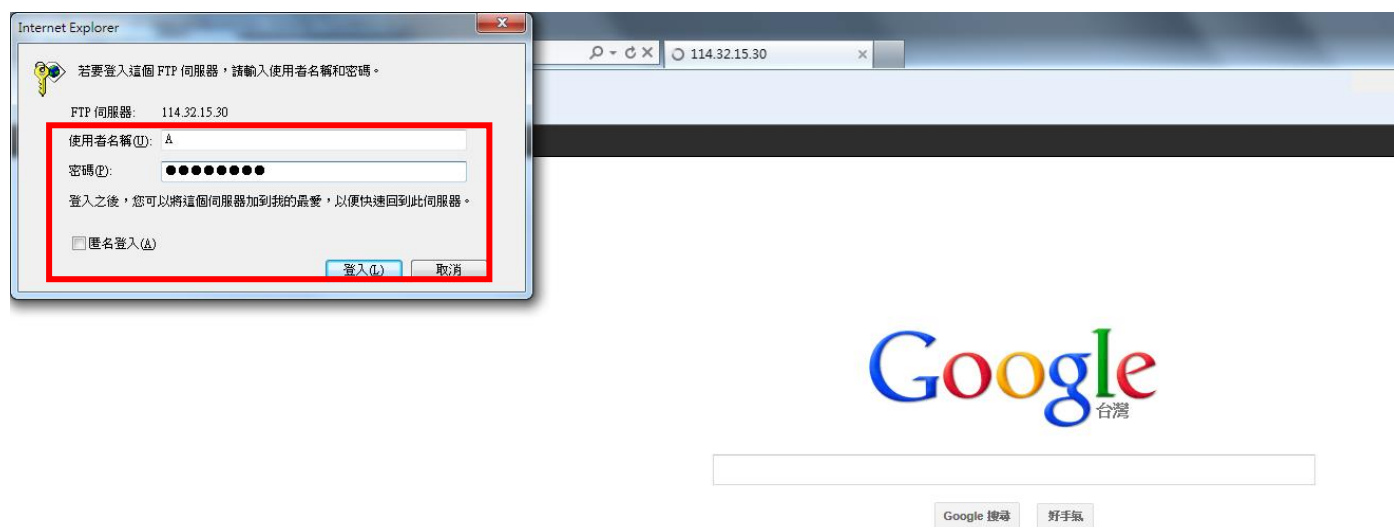 Internet Explorer
114.32.15.30
若要登入這個 FTP 伺服器，請輸入使用者名稱和密碼。
FTP 伺服器: 114.32.15.30
使用者名稱(U): A
密碼(P): ●●●●●●●●
登入之後，您可以將這個伺服器加到我的最愛，以便快速回到此伺服器。
匿名登入(A)
登入(L) 取消
Google
台灣
Google 搜尋 好手氣